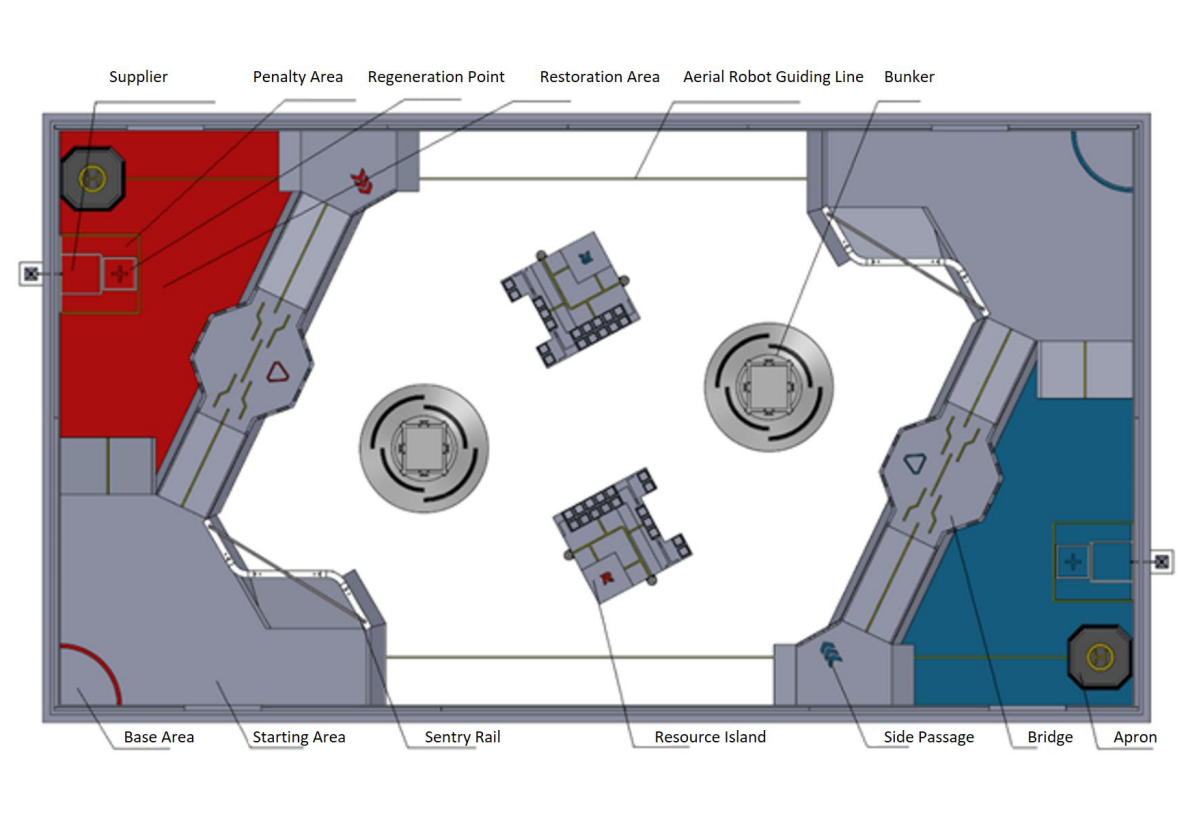 Supplier
Penalty Area
Regeneration Point
Restoration Area
Aerial Robot Guiding Line
Bunker
Base Area
Starting Area
Sentry Rail
Resource Island
Side Passage
Bridge
Apron